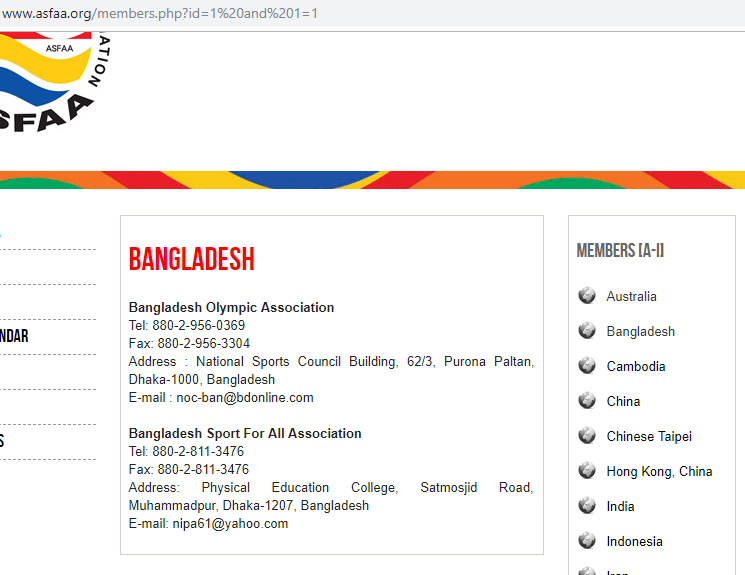 www.asfaa.org/members.php?id=1%20and%201=1
ASFAA
ATION
SFAA
NDAR
S
BANGLADESH
Bangladesh Olympic Association
Tel: 880-2-956-0369
Fax: 880-2-956-3304
Address : National Sports Council Building, 62/3, Purona Paltan,
Dhaka-1000, Bangladesh
E-mail : noc-ban@bdonline.com
Bangladesh Sport For All Association
Tel: 880-2-811-3476
Fax: 880-2-811-3476
Address: Physical Education College, Satmosjid Road,
Muhammadpur, Dhaka-1207, Bangladesh
E-mail: nipa61@yahoo.com
MEMBERS [A-I]
Australia
Bangladesh
Cambodia
China
Chinese Taipei
Hong Kong, China
India
Indonesia